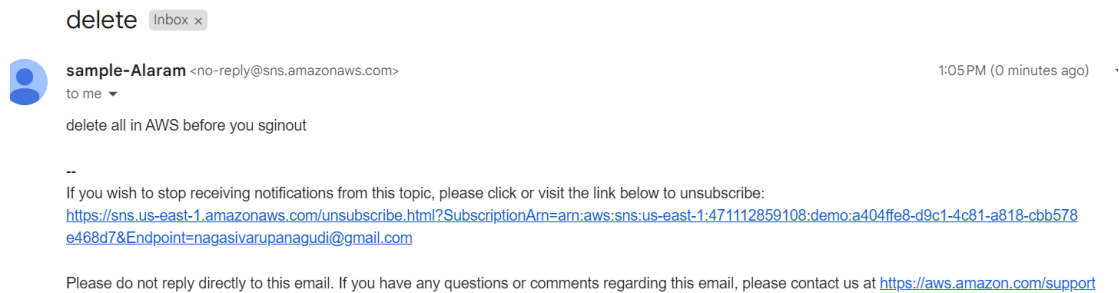 delete Inbox ×
sample-Alaram <no-reply@sns.amazonaws.com> 1:05 PM (0 minutes ago)
to me
delete all in AWS before you sginout
--
If you wish to stop receiving notifications from this topic, please click or visit the link below to unsubscribe:
https://sns.us-east-1.amazonaws.com/unsubscribe.html?SubscriptionArn=arn:aws:sns:us-east-1:471112859108:demo:a404ffe8-d9c1-4c81-a818-cbb578
e468d7&Endpoint=nagasivarupanagudi@gmail.com
Please do not reply directly to this email. If you have any questions or comments regarding this email, please contact us at https://aws.amazon.com/support